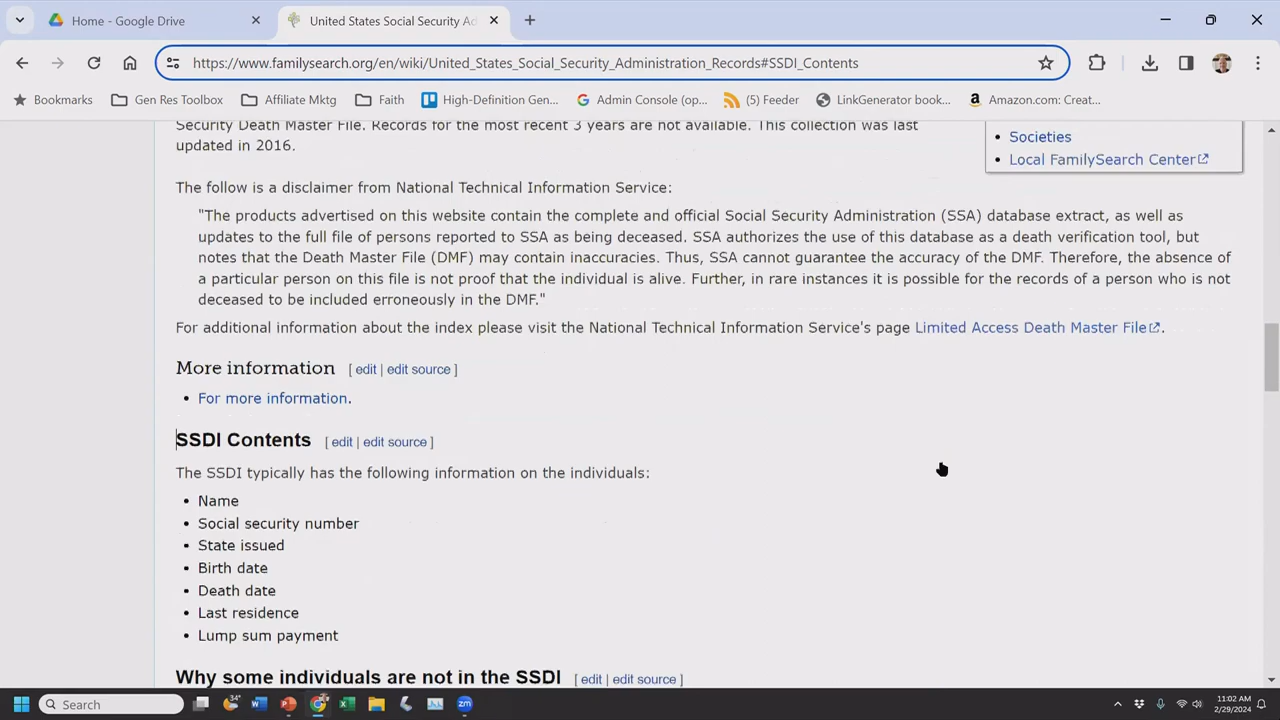 Home - Google Drive
United States Social Security Ad
https://www.familysearch.org/en/wiki/United_States_Social_Security_Administration_Records#SSDI_Contents
Bookmarks Gen Res Toolbox Affiliate Mktg Faith High-Definition Gen... Admin Console (op... (5) Feeder LinkGenerator book... Amazon.com: Creat...
Security Death Master File. Records for the most recent 3 years are not available. This collection was last
updated in 2016.
• Societies
• Local FamilySearch Center
The follow is a disclaimer from National Technical Information Service:
"The products advertised on this website contain the complete and official Social Security Administration (SSA) database extract, as well as
updates to the full file of persons reported to SSA as being deceased. SSA authorizes the use of this database as a death verification tool, but
notes that the Death Master File (DMF) may contain inaccuracies. Thus, SSA cannot guarantee the accuracy of the DMF. Therefore, the absence of
a particular person on this file is not proof that the individual is alive. Further, in rare instances it is possible for the records of a person who is not
deceased to be included erroneously in the DMF."
For additional information about the index please visit the National Technical Information Service's page Limited Access Death Master File.
More information [ edit | edit source ]
• For more information.
SSDI Contents [ edit | edit source ]
The SSDI typically has the following information on the individuals:
• Name
• Social security number
• State issued
• Birth date
• Death date
• Last residence
• Lump sum payment
Why some individuals are not in the SSDI [ edit | edit source ]
Search
34°
11:02 AM
2/29/2024